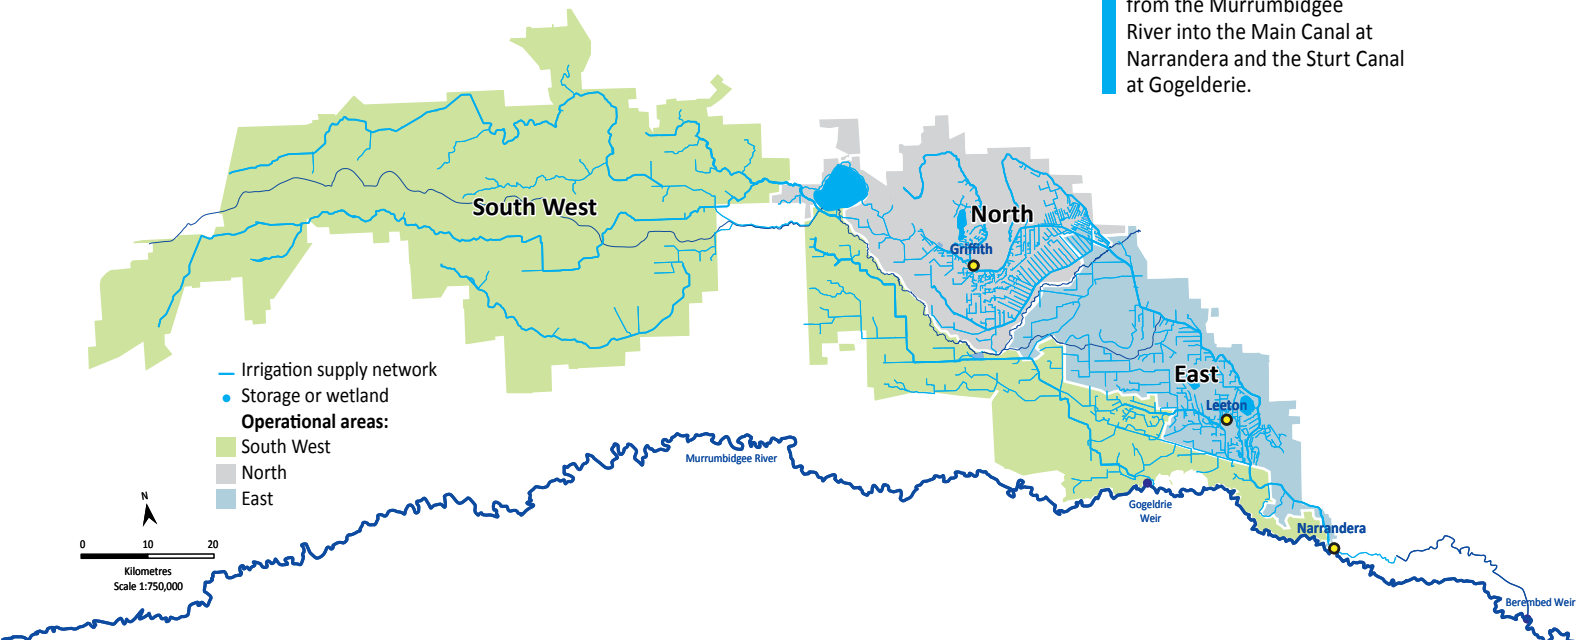 from the Murrumbidgee
River into the Main Canal at
Narrandera and the Sturt Canal
at Gogelderie.
South West
North
Griffith
East
Leeton
Irrigation supply network
Storage or wetland
Operational areas:
South West
North
East
Murrumbidgee River
Gogeldrie
Weir
Narrandera
Berembed Weir
N
0 10 20
Kilometres
Scale 1:750,000